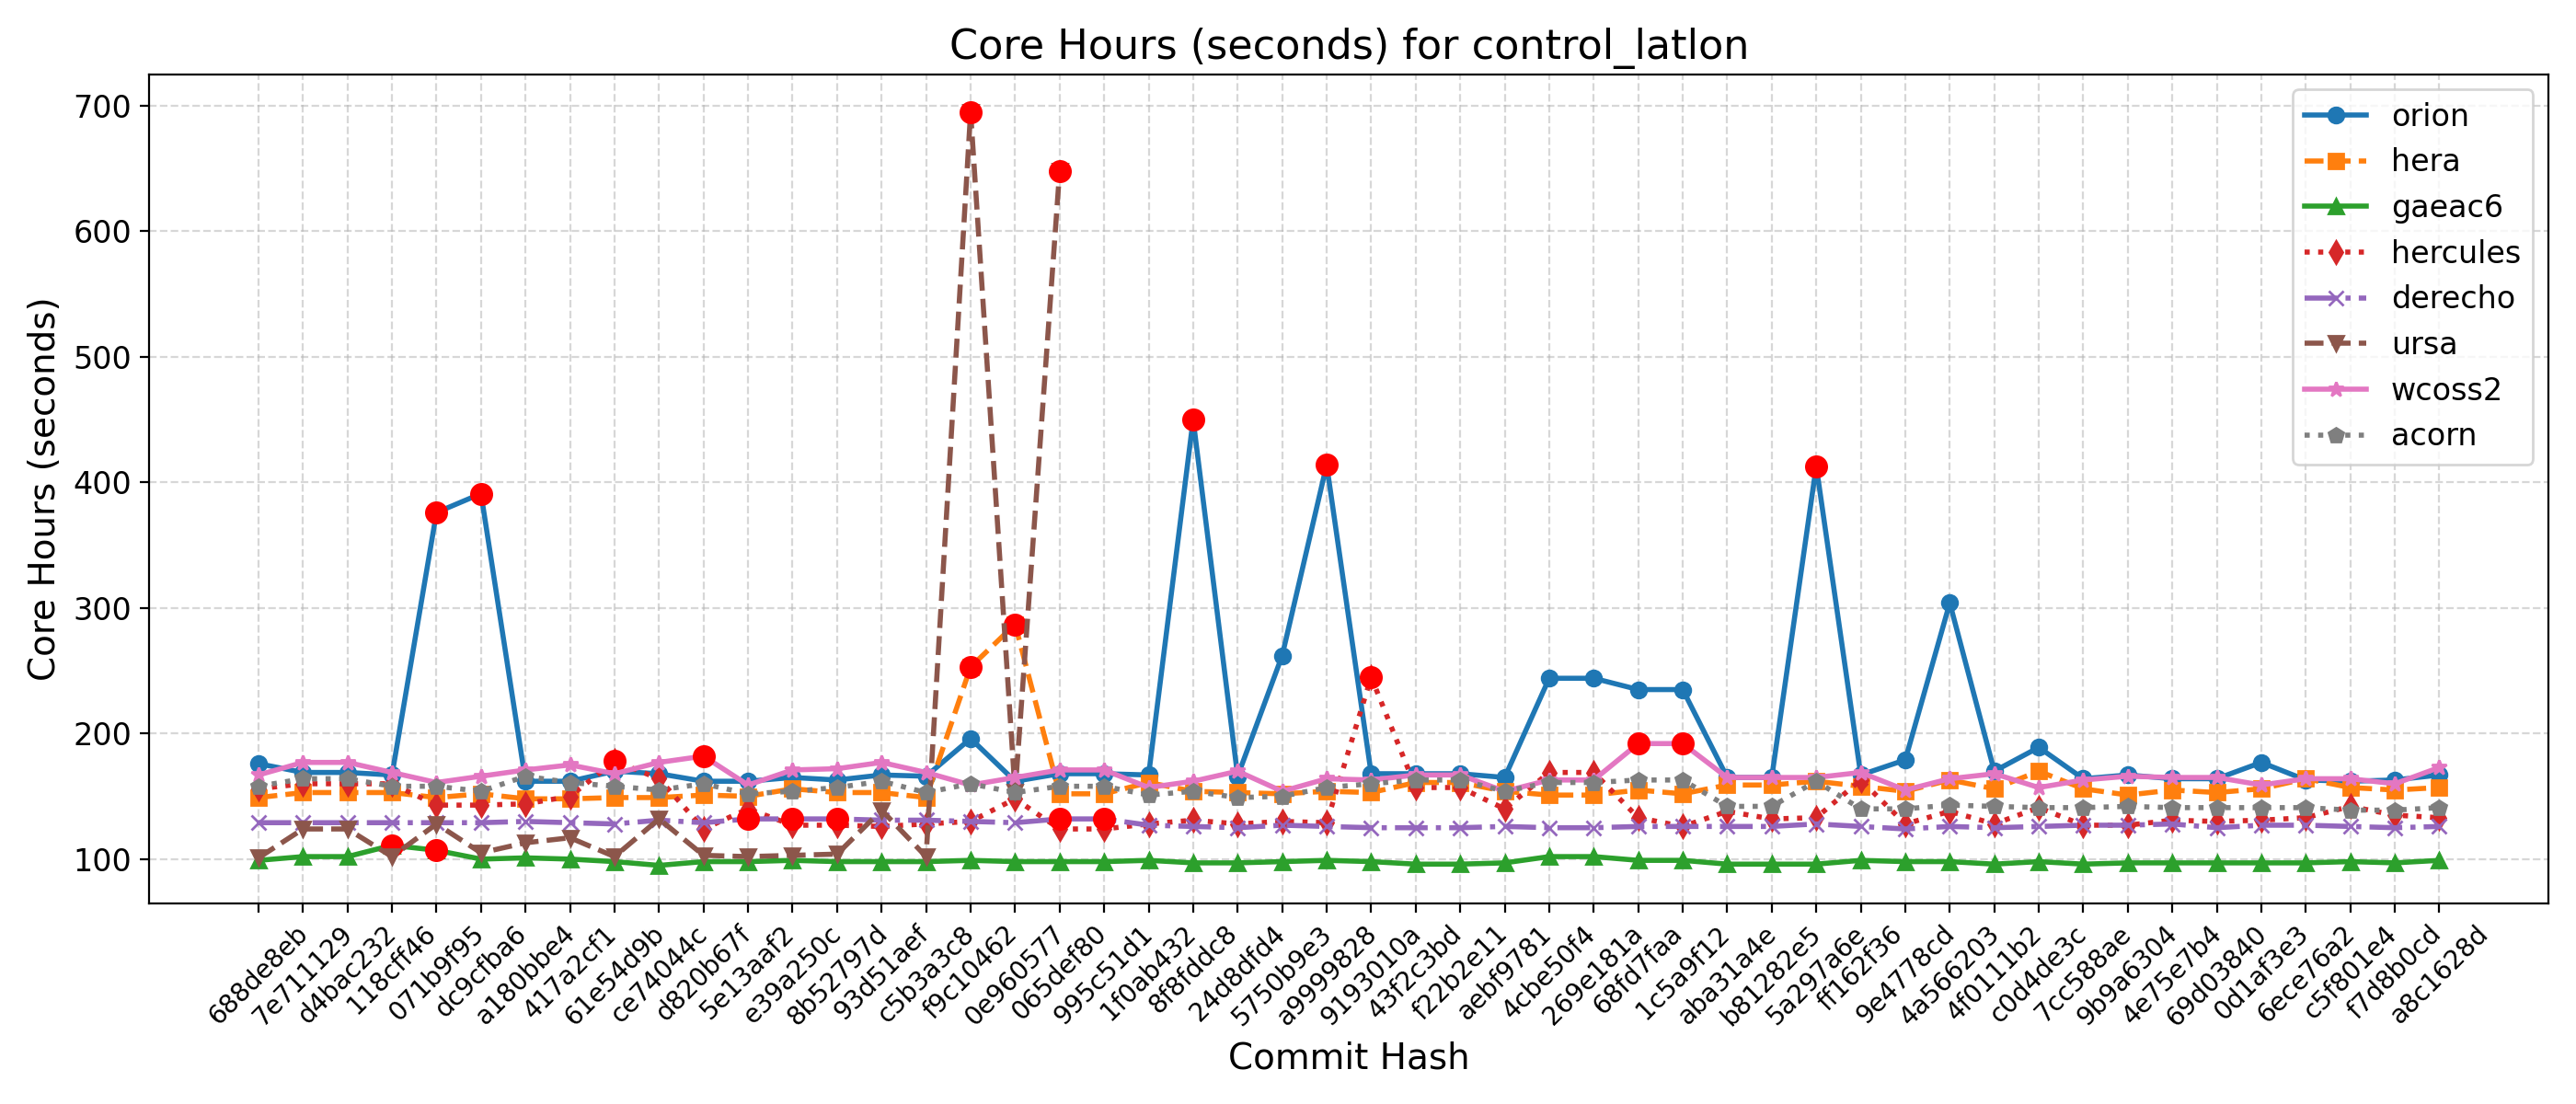 Core Hours (seconds) for control_latlon
Core Hours (seconds)
700
600
500
400
300
200
100
orion
hera
gaeac6
hercules
derecho
ursa
wcoss2
acorn
688de8eb
7e711129
d4bac232
118cff46
071b9f95
dc9cfba6
a180bbe4
417a2cf1
61e54d9b
ce74044c
d820b67f
5e13aaf2
e39a250c
8b52797d
93d51aef
c5b3a3c8
f9c10462
0e960577
065def80
995c51d1
1f0ab432
8f8fddc8
24d8dfd4
5750b9e3
a9999828
9193010a
43f2c3bd
f22b2e11
aebf9781
4cbe50f4
269e181a
68fd7faa
1c5a9f12
aba31a4e
b81282e5
5a297a6e
ff162f36
9e4778cd
4a566203
4f0111b2
c0d4de3c
7cc588ae
9b9a6304
4e75e7b4
69d03840
0d1af3e3
6ece76a2
c5f801e4
f7d8b0cd
a8c1628d
Commit Hash